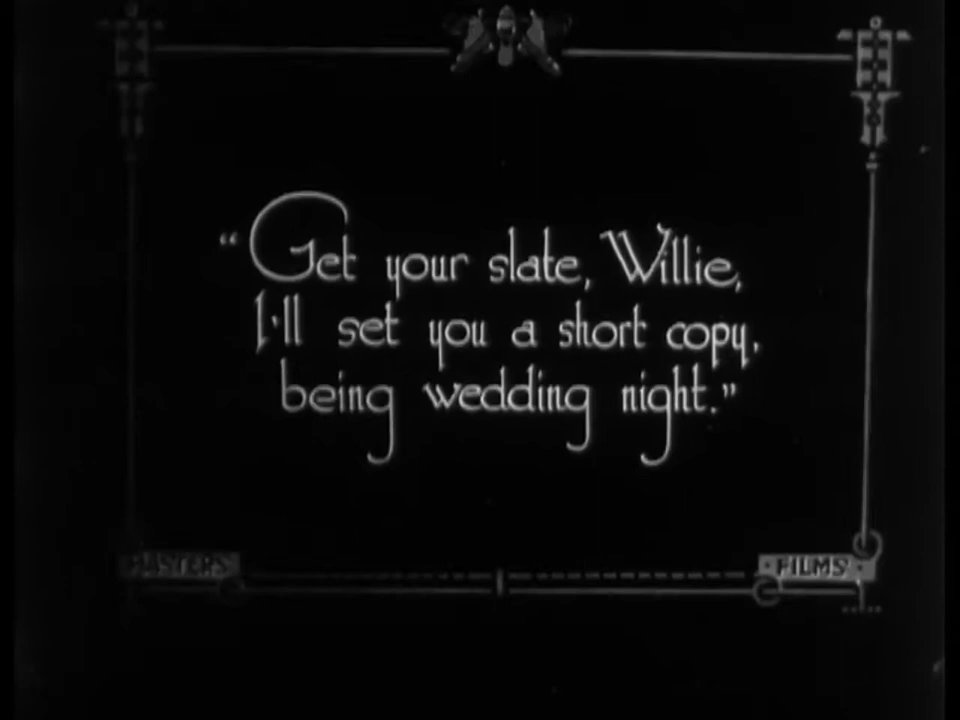 “Get your slate, Willie,
I'll set you a short copy,
being wedding night.”
MASTERS
FILMS